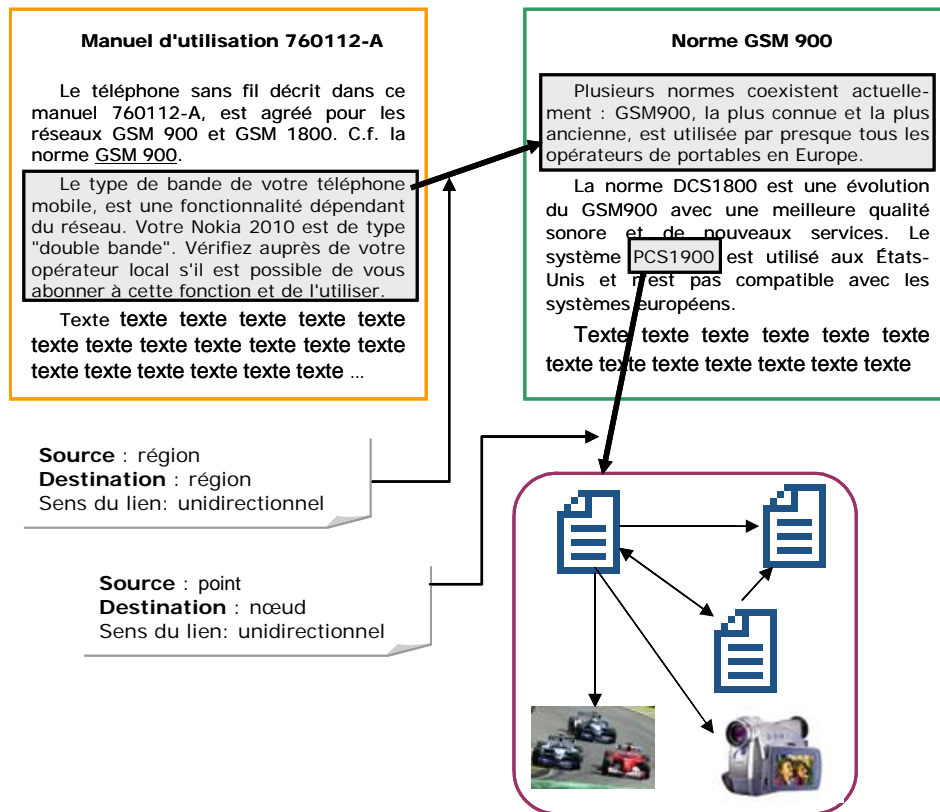 Manuel d'utilisation 760112-A
Le téléphone sans fil décrit dans ce
manuel 760112-A, est agréé pour les
réseaux GSM 900 et GSM 1800. C.f. la
norme GSM 900.
Le type de bande de votre téléphone
mobile, est une fonctionnalité dépendant
du réseau. Votre Nokia 2010 est de type
"double bande". Vérifiez auprès de votre
opérateur local s'il est possible de vous
abonner à cette fonction et de l'utiliser.
Texte texte texte texte texte texte
texte texte texte texte texte texte texte
texte texte texte texte texte texte ...
Norme GSM 900
Plusieurs normes coexistent actuelle-
ment : GSM900, la plus connue et la plus
ancienne, est utilisée par presque tous les
opérateurs de portables en Europe.
La norme DCS1800 est une évolution
du GSM900 avec une meilleure qualité
sonore et de nouveaux services. Le
système PCS1900 est utilisé aux États-
Unis et n'est pas compatible avec les
systèmes européens.
Texte texte texte texte texte texte
texte texte texte texte texte texte texte
Source : région
Destination : région
Sens du lien: unidirectionnel
Source : point
Destination : nœud
Sens du lien: unidirectionnel